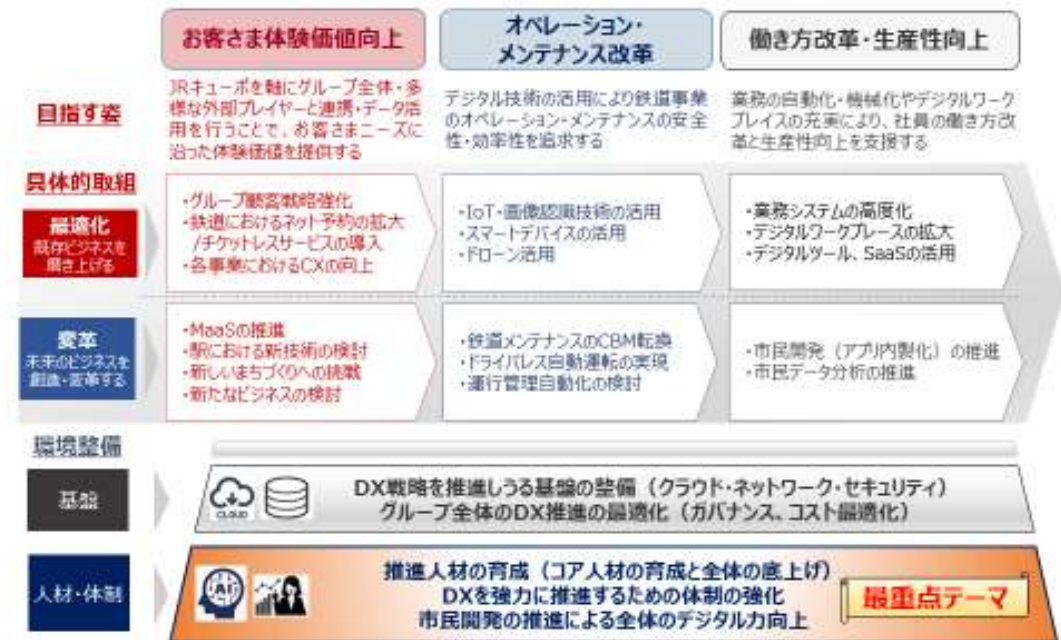 お客さま体験価値向上
オペレーション・
メンテナンス改革
働き方改革・生産性向上
目指す姿
JRキューポを軸にグループ全体・多
様な外部プレイヤーと連携・データ活
用を行うことで、お客さまニーズに
沿った体験価値を提供する
デジタル技術の活用により鉄道事業
のオペレーション・メンテナンスの安全
性・効率性を追求する
業務の自動化・機械化やデジタルワーク
プレイスの充実により、社員の働き方改
革と生産性向上を支援する
具体的取組
最適化
既存ビジネスを
磨き上げる
・グループ顧客戦略強化
・鉄道におけるネット予約の拡大
/チケットレスサービスの導入
・各事業におけるCXの向上
・IoT・画像認識技術の活用
・スマートデバイスの活用
・ドローン活用
・業務システムの高度化
・デジタルワークプレースの拡大
・デジタルツール、SaaSの活用
変革
未来のビジネスを
創造・変革する
・MaaSの推進
・駅における新技術の検討
・新しいまちづくりへの挑戦
・新たなビジネスの検討
・鉄道メンテナンスのCBM転換
・ドライバレス自動運転の実現
・運行管理自動化の検討
・市民開発（アプリ内製化）の推進
・市民データ分析の推進
環境整備
基盤
CLOUD
DX戦略を推進しうる基盤の整備（クラウド・ネットワーク・セキュリティ）
グループ全体のDX推進の最適化（ガバナンス、コスト最適化）
人材・体制
AI
推進人材の育成（コア人材の育成と全体の底上げ）
DXを強力に推進するための体制の強化
市民開発の推進による全体のデジタル力向上
最重点テーマ